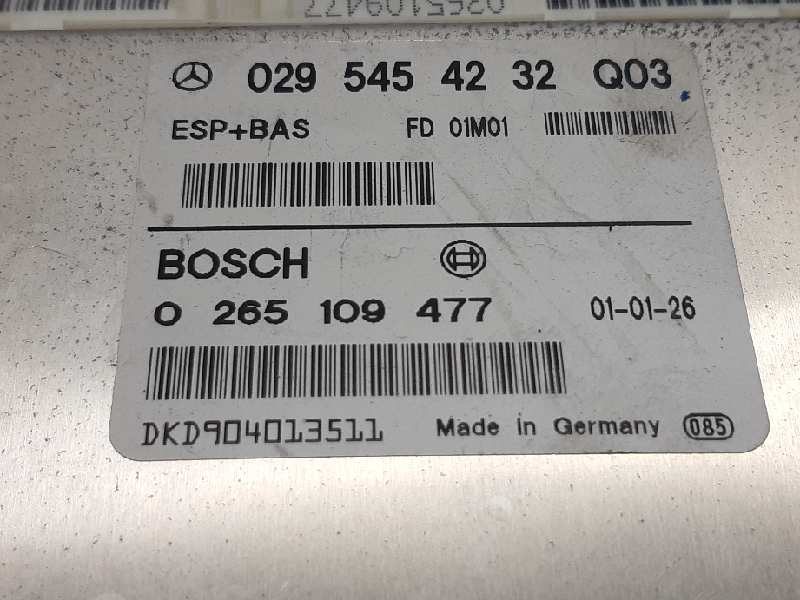 0265109477
029 545 42 32 Q03
ESP+BAS FD 01M01
BOSCH
0 265 109 477 01-01-26
DKD904013511 Made in Germany 085